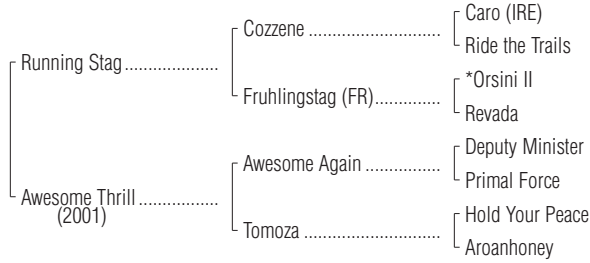 Caro (IRE)
Cozzene
Ride the Trails
Running Stag
*Orsini II
Fruhlingstag (FR)
Revada
Deputy Minister
Awesome Again
Primal Force
Awesome Thrill
(2001)
Hold Your Peace
Tomoza
Aroanhoney